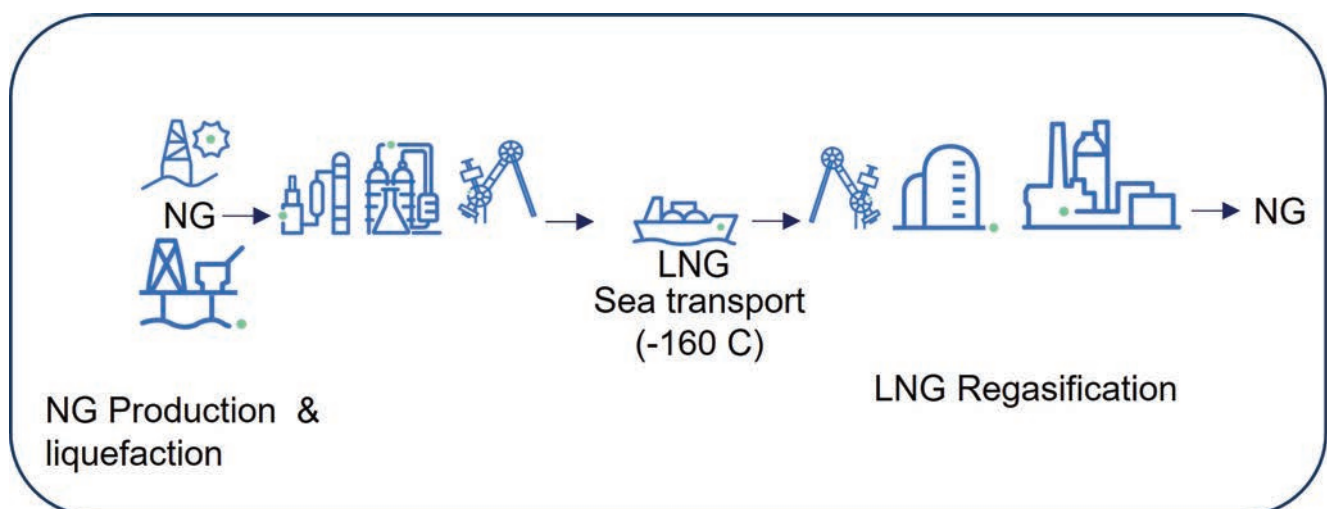 NG
NG Production &
liquefaction
LNG
Sea transport
(-160 C)
LNG Regasification
NG